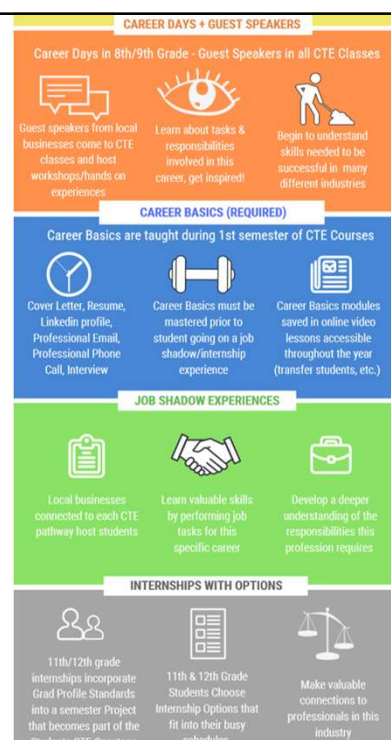 CAREER DAYS + GUEST SPEAKERS
Career Days in 8th/9th Grade - Guest Speakers in all CTE Classes
Guest speakers from local
businesses come to CTE
classes and host
workshops/hands on
experiences
Learn about tasks &
responsibilities
involved in this
career, get inspired!
Begin to understand
skills needed to be
successful in many
different industries
CAREER BASICS (REQUIRED)
Career Basics are taught during 1st semester of CTE Courses
Cover Letter, Resume,
Linkedin profile,
Professional Email,
Professional Phone
Call, Interview
Career Basics must be
mastered prior to
student going on a job
shadow/internship
experience
Career Basics modules
saved in online video
lessons accessible
throughout the year
(transfer students, etc.)
JOB SHADOW EXPERIENCES
Local businesses
connected to each CTE
pathway host students
Learn valuable skills
by performing job
tasks for this
specific career
Develop a deeper
understanding of the
responsibilities this
profession requires
INTERNSHIPS WITH OPTIONS
11th/12th grade
internships incorporate
Grad Profile Standards
into a semester Project
that becomes part of the
11th & 12th Grade
Students Choose
Internship Options that
fit into their busy
Make valuable
connections to
professionals in this
industry